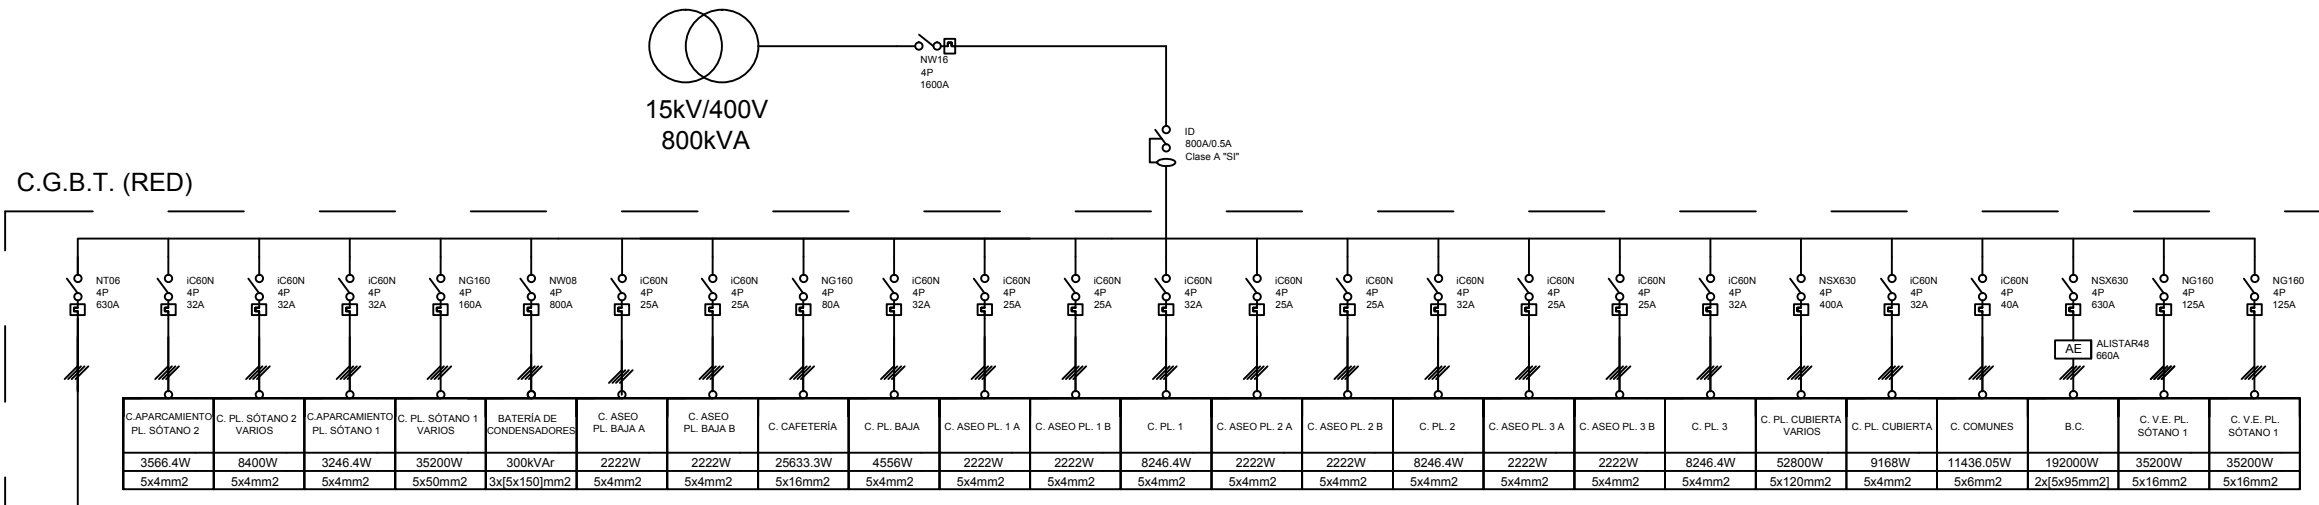 NW16
4P
1600A
15kV/400V
800kVA
ID
800A/0.5A
Clase A "SI"
C.G.B.T. (RED)
NT06
4P
630A
iC60N
4P
32A
iC60N
4P
32A
iC60N
4P
32A
NG160
4P
160A
NW08
4P
800A
iC60N
4P
25A
iC60N
4P
25A
NG160
4P
80A
iC60N
4P
32A
iC60N
4P
25A
iC60N
4P
25A
iC60N
4P
32A
iC60N
4P
25A
iC60N
4P
25A
iC60N
4P
32A
iC60N
4P
25A
iC60N
4P
25A
iC60N
4P
32A
NSX630
4P
400A
iC60N
4P
32A
iC60N
4P
40A
NSX630
4P
630A
NG160
4P
125A
NG160
4P
125A
AE
ALISTAR48
660A
C.APARCAMIENTO
PL. SÓTANO 2
C. PL. SÓTANO 2
VARIOS
C.APARCAMIENTO
PL. SÓTANO 1
C. PL. SÓTANO 1
VARIOS
BATERÍA DE
CONDENSADORES
C. ASEO
PL. BAJA A
C. ASEO
PL. BAJA B
C. CAFETERÍA
C. PL. BAJA
C. ASEO PL. 1 A
C. ASEO PL. 1 B
C. PL. 1
C. ASEO PL. 2 A
C. ASEO PL. 2 B
C. PL. 2
C. ASEO PL. 3 A
C. ASEO PL. 3 B
C. PL. 3
C. PL. CUBIERTA
VARIOS
C. PL. CUBIERTA
C. COMUNES
B.C.
C. V.E. PL.
SÓTANO 1
C. V.E. PL.
SÓTANO 1
3566.4W 8400W 3246.4W 35200W 300kVAr 2222W 2222W 25633.3W 4556W 2222W 2222W 8246.4W 2222W 2222W 8246.4W 2222W 2222W 8246.4W 52800W 9168W 11436.05W 192000W 35200W 35200W
5x4mm2 5x4mm2 5x4mm2 5x50mm2 3x[5x150]mm2 5x4mm2 5x4mm2 5x16mm2 5x4mm2 5x4mm2 5x4mm2 5x4mm2 5x4mm2 5x4mm2 5x4mm2 5x4mm2 5x4mm2 5x4mm2 5x120mm2 5x4mm2 5x6mm2 2x[5x95mm2] 5x16mm2 5x16mm2